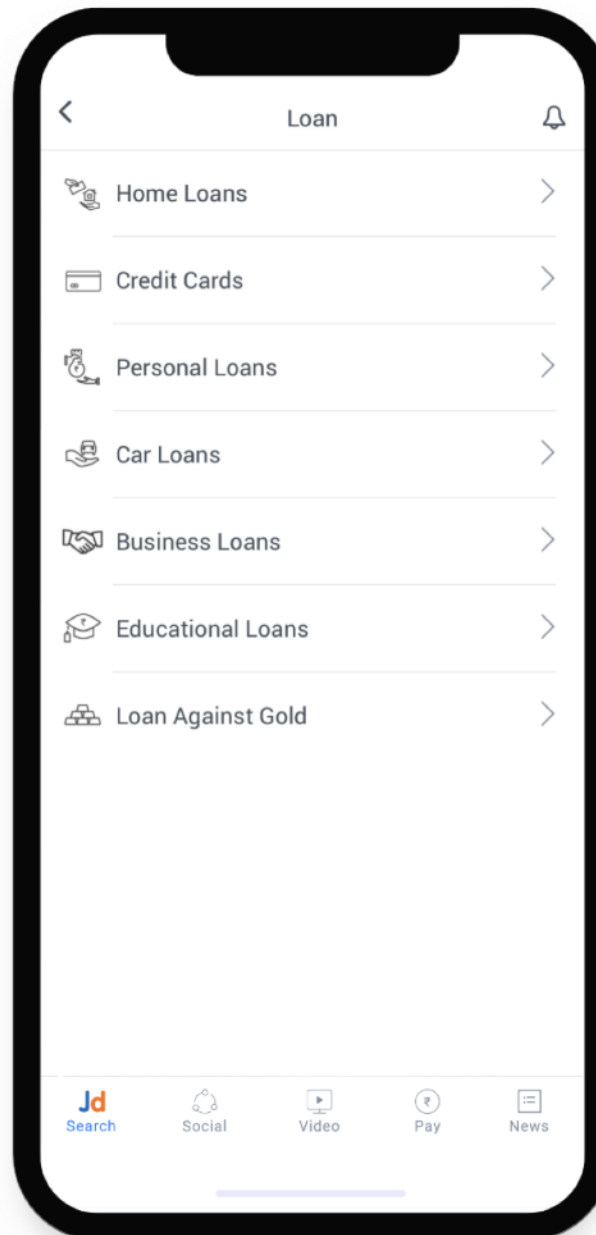 Loan
Home Loans
Credit Cards
Personal Loans
Car Loans
Business Loans
Educational Loans
Loan Against Gold
Jd
Search Social Video Pay News